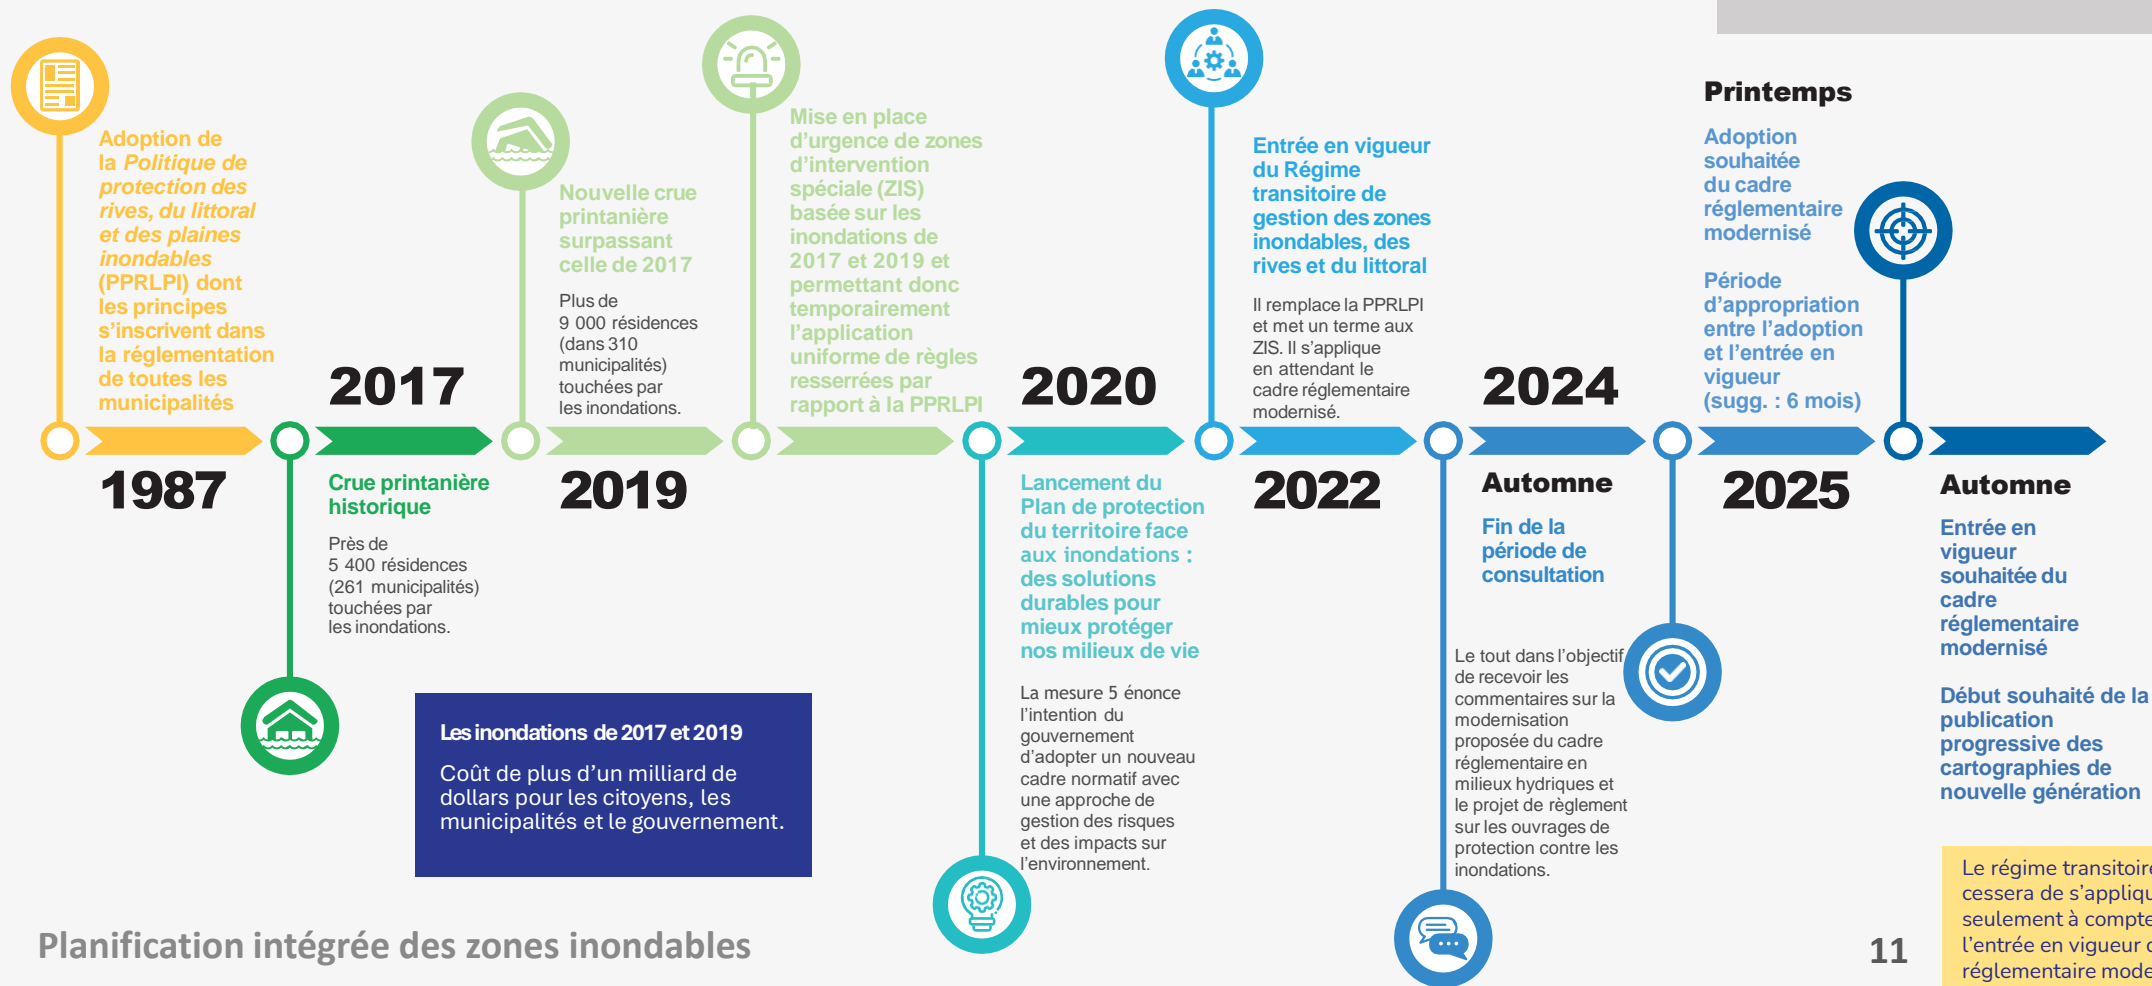 Adoption de
la Politique de
protection des
rives, du littoral
et des plaines
inondables
(PPRLPI) dont
les principes
s’inscrivent dans
la réglementation
de toutes les
municipalités
1987
2017
Crue printanière
historique
Près de
5 400 résidences
(261 municipalités)
touchées par
les inondations.
Nouvelle crue
printanière
surpassant
celle de 2017
Plus de
9 000 résidences
(dans 310
municipalités)
touchées par
les inondations.
2019
Mise en place
d’urgence de zones
d’intervention
spéciale (ZIS)
basée sur les
inondations de
2017 et 2019 et
permettant donc
temporairement
l’application
uniforme de règles
resserrées par
rapport à la PPRLPI
2020
Lancement du
Plan de protection
du territoire face
aux inondations :
des solutions
durables pour
mieux protéger
nos milieux de vie
La mesure 5 énonce
l’intention du
gouvernement
d’adopter un nouveau
cadre normatif avec
une approche de
gestion des risques
et des impacts sur
l’environnement.
Entrée en vigueur
du Régime
transitoire de
gestion des zones
inondables, des
rives et du littoral
Il remplace la PPRLPI
et met un terme aux
ZIS. Il s’applique
en attendant le
cadre réglementaire
modernisé.
2022
2024
Automne
Fin de la
période de
consultation
Le tout dans l’objectif
de recevoir les
commentaires sur la
modernisation
proposée du cadre
réglementaire en
milieux hydriques et
le projet de règlement
sur les ouvrages de
protection contre les
inondations.
Printemps
Adoption
souhaitée
du cadre
réglementaire
modernisé
Période
d’appropriation
entre l’adoption
et l’entrée en
vigueur
(sugg. : 6 mois)
2025
Automne
Entrée en
vigueur
souhaitée du
cadre
réglementaire
modernisé
Début souhaité de la
publication
progressive des
cartographies de
nouvelle génération
Les inondations de 2017 et 2019
Coût de plus d’un milliard de
dollars pour les citoyens, les
municipalités et le gouvernement.
Le régime transitoire
cessera de s’appliqu
seulement à compte
l’entrée en vigueur
réglementaire mode
Planification intégrée des zones inondables
11